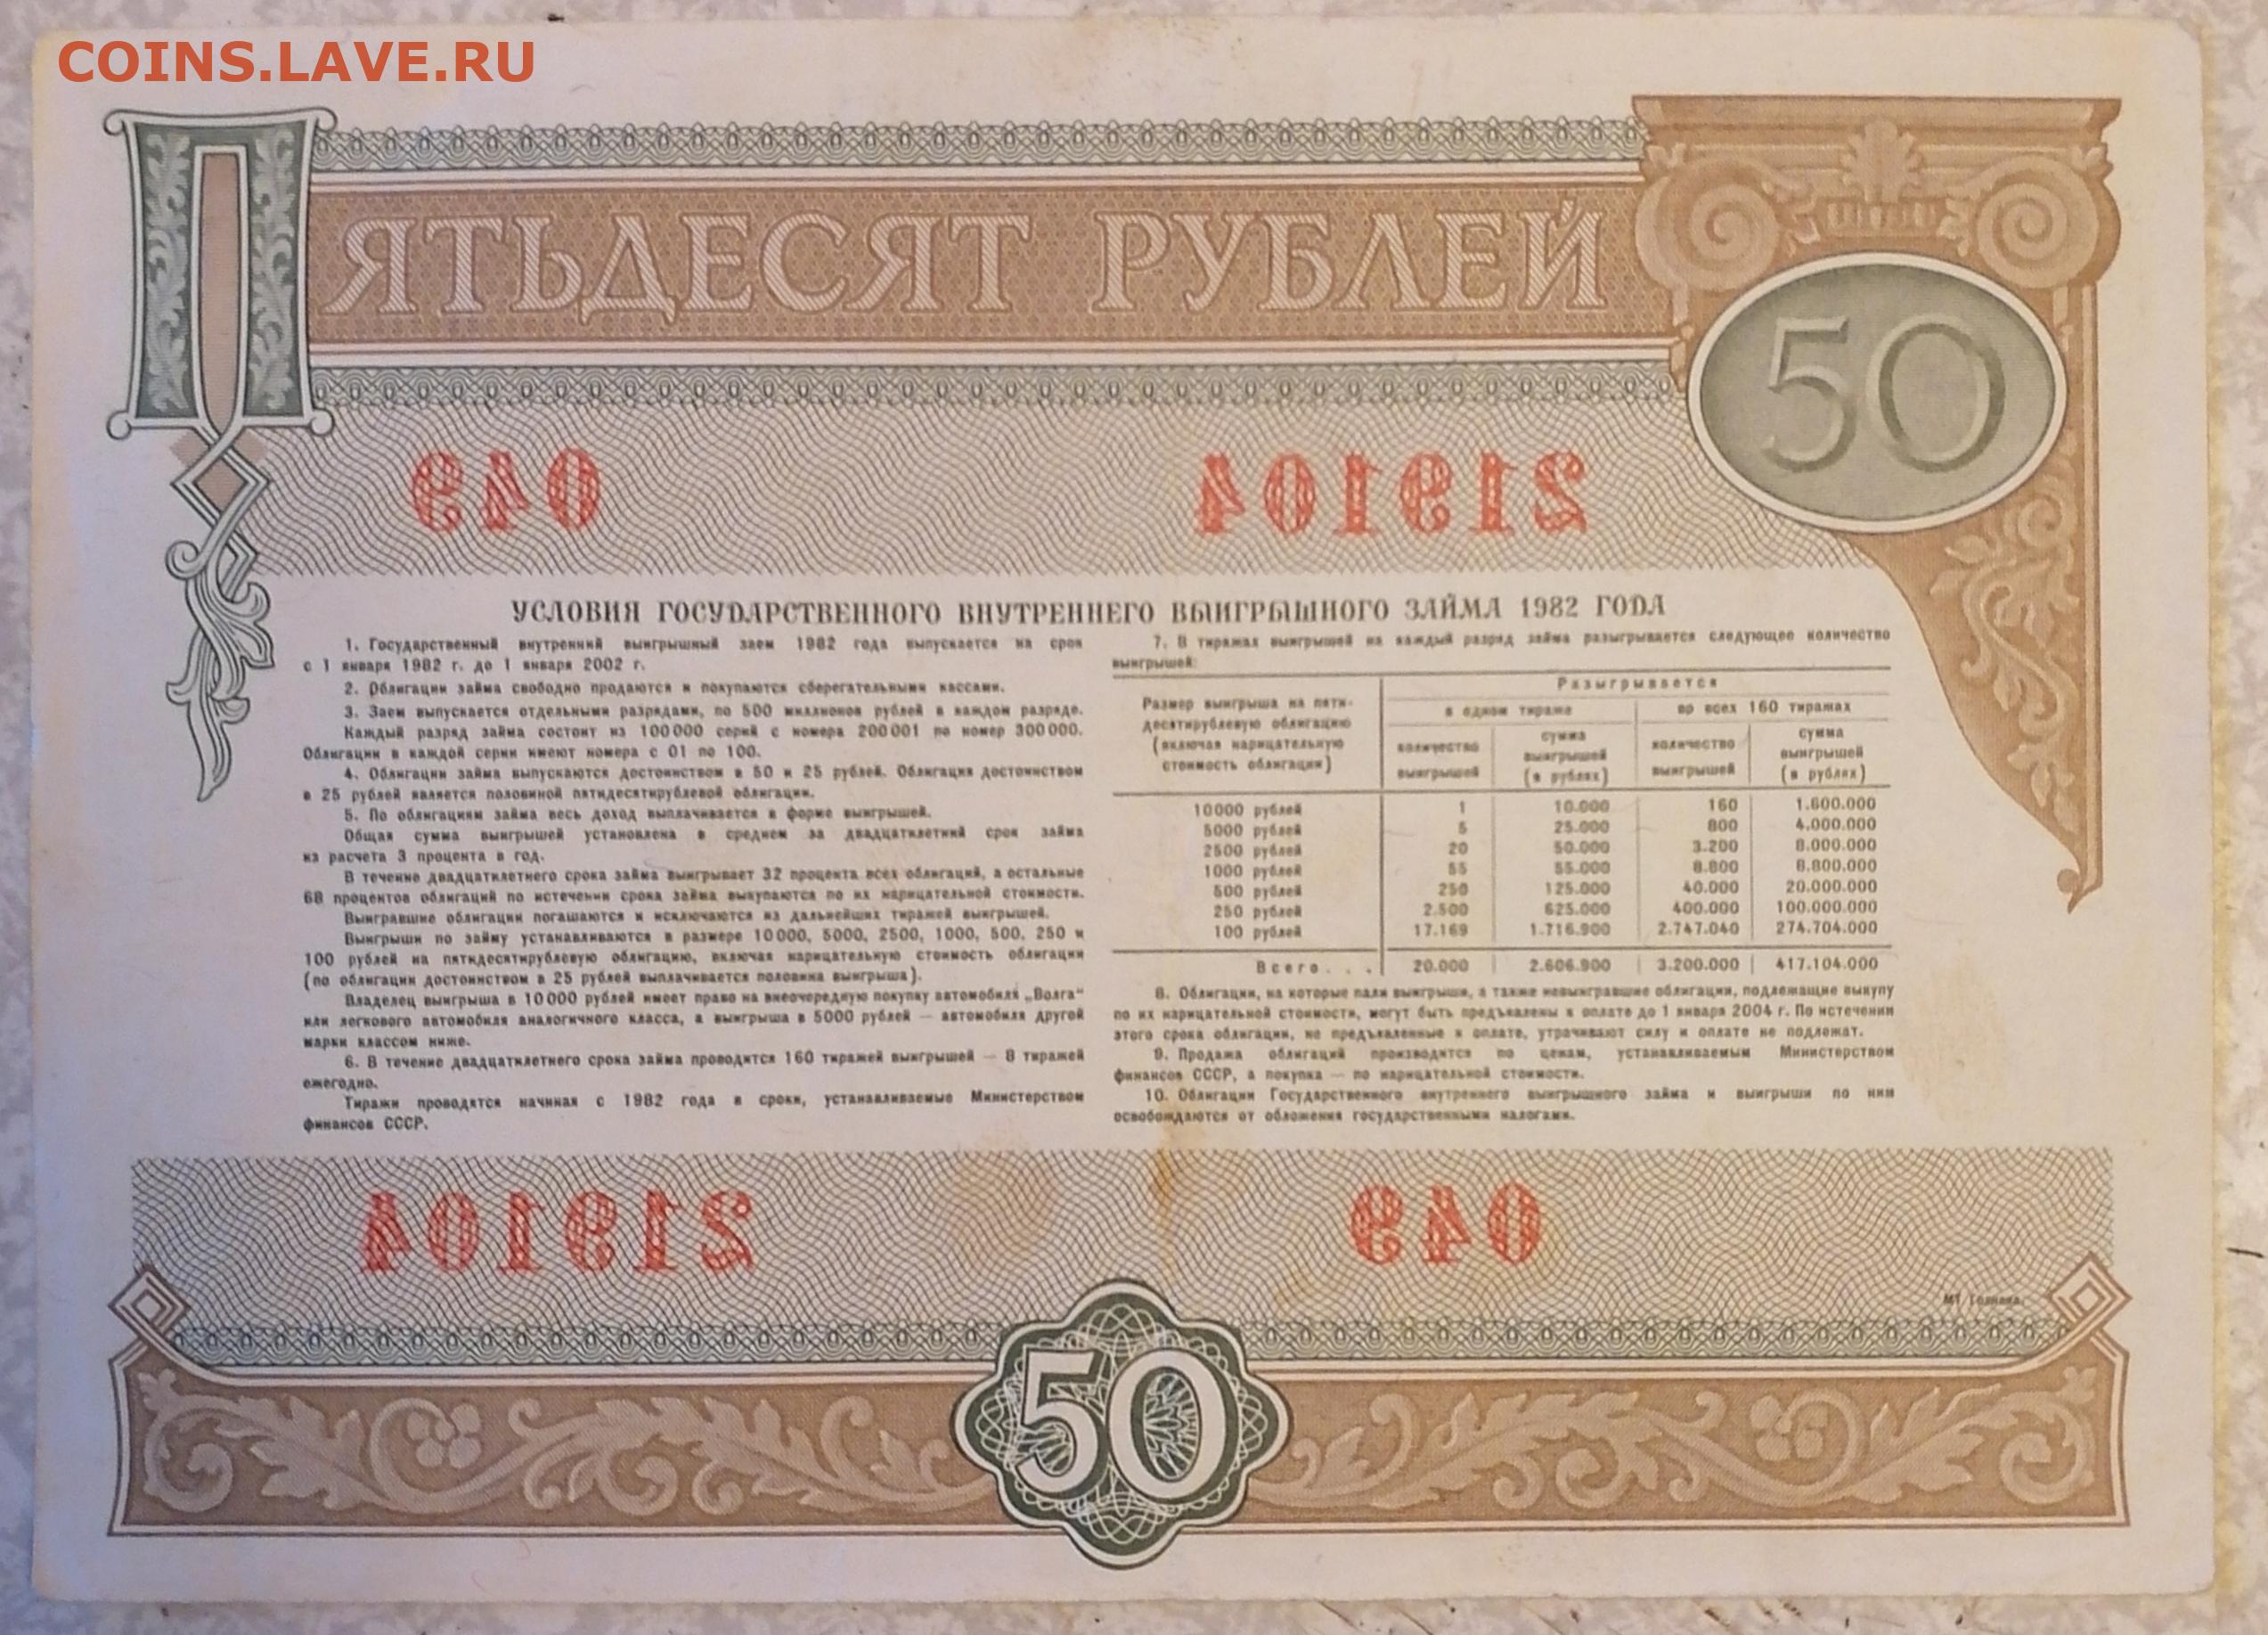 COINS.LAVE.RU
ПЯТЬДЕСЯТ РУБЛЕЙ
50
049 219104
УСЛОВИЯ ГОСУДАРСТВЕННОГО ВНУТРЕННЕГО ВЫИГРЫШНОГО ЗАЙМА 1982 ГОДА
1. Государственный внутренний выигрышный заем 1982 года выпускается на срок
с 1 января 1982 г. до 1 января 2002 г.
2. Облигации займа свободно продаются и покупаются сберегательными кассами.
3. Заем выпускается отдельными разрядами, по 500 миллионов рублей в каждом разряде.
Каждый разряд займа состоит из 100000 серий с номера 200001 по номер 300000.
Облигации в каждой серии имеют номера с 01 по 100.
4. Облигации займа выпускаются достоинством в 50 и 25 рублей. Облигация достоинством
в 25 рублей является половиной пятидесятирублевой облигации.
5. По облигациям займа весь доход выплачивается в форме выигрышей.
Общая сумма выигрышей установлена в среднем за двадцатилетний срок займа
из расчета 3 процента в год.
В течение двадцатилетнего срока займа выигрывает 32 процента всех облигаций, а остальные
68 процентов облигаций по истечении срока займа выкупаются по их нарицательной стоимости.
Выигравшие облигации погашаются и исключаются из дальнейших тиражей выигрышей.
Выигрыши по займу устанавливаются в размере 10000, 5000, 2500, 1000, 500, 250 и
100 рублей на пятидесятирублевую облигацию, включая нарицательную стоимость облигации
(по облигации достоинством в 25 рублей выплачивается половина выигрыша).
Владелец выигрыша в 10000 рублей имеет право на внеочередную покупку автомобиля „Волга“
или легкового автомобиля аналогичного класса, а выигрыша в 5000 рублей — автомобиля другой
марки классом ниже.
6. В течение двадцатилетнего срока займа проводится 160 тиражей выигрышей — 8 тиражей
ежегодно.
Тиражи проводятся начиная с 1982 года в сроки, устанавливаемые Министерством
финансов СССР.
7. В тиражах выигрышей на каждый разряд займа разыгрывается следующее количество
выигрышей:
Размер выигрыша на пяти-
десятирублевую облигацию
(включая нарицательную
стоимость облигации)
Разыгрывается
в одном тираже во всех 160 тиражах
количество выигрышей сумма выигрышей (в рублях) количество выигрышей сумма выигрышей (в рублях)
10000 рублей 1 10.000 160 1.600.000
5000 рублей 5 25.000 800 4.000.000
2500 рублей 20 50.000 3.200 8.000.000
1000 рублей 55 55.000 8.800 8.800.000
500 рублей 250 125.000 40.000 20.000.000
250 рублей 2.500 625.000 400.000 100.000.000
100 рублей 17.169 1.716.900 2.747.040 274.704.000
Всего... 20.000 2.606.900 3.200.000 417.104.000
8. Облигации, на которые пали выигрыши, а также невыигравшие облигации, подлежащие выкупу
по их нарицательной стоимости, могут быть предъявлены к оплате до 1 января 2004 г. По истечении
этого срока облигации, не предъявленные к оплате, утрачивают силу и оплате не подлежат.
9. Продажа облигаций производится по ценам, устанавливаемым Министерством
финансов СССР, а покупка — по нарицательной стоимости.
10. Облигации Государственного внутреннего выигрышного займа и выигрыши по ним
освобождаются от обложения государственными налогами.
219104 049
МТ Гознака.
50